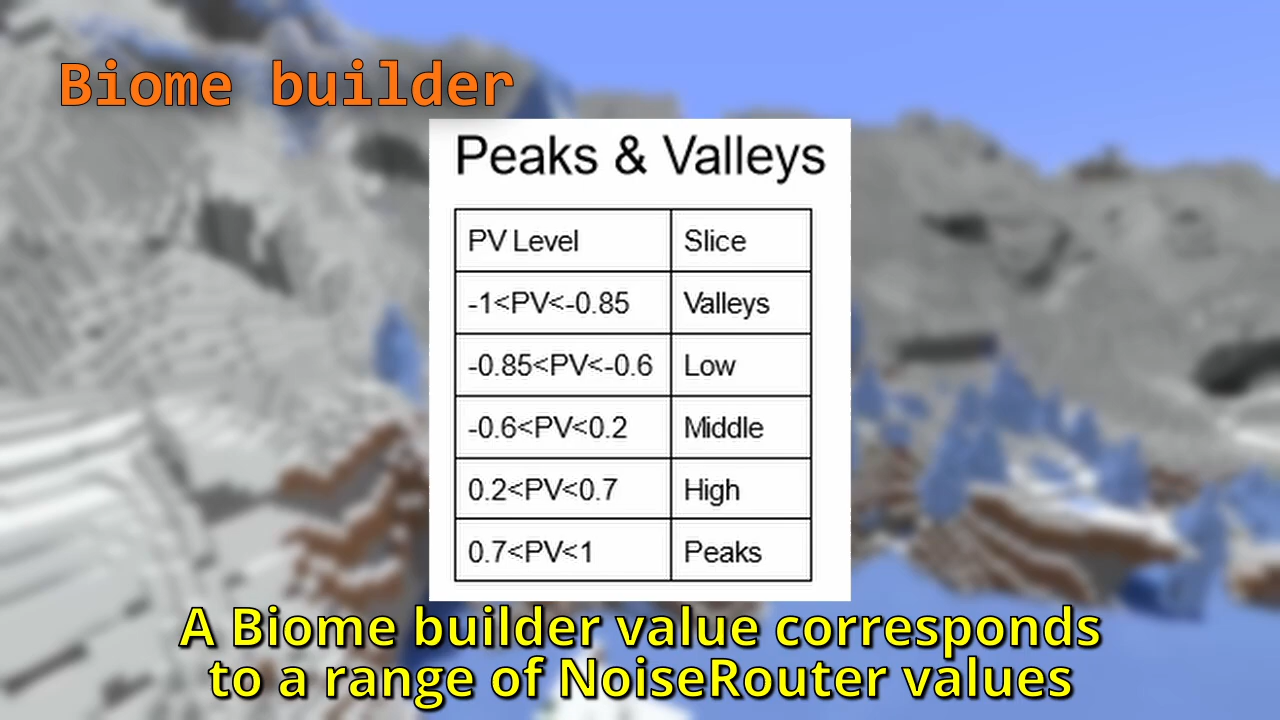 Biome builder
Peaks & Valleys
PV Level Slice
-1<PV<-0.85 Valleys
-0.85<PV<-0.6 Low
-0.6<PV<0.2 Middle
0.2<PV<0.7 High
0.7<PV<1 Peaks
A Biome builder value corresponds
to a range of NoiseRouter values